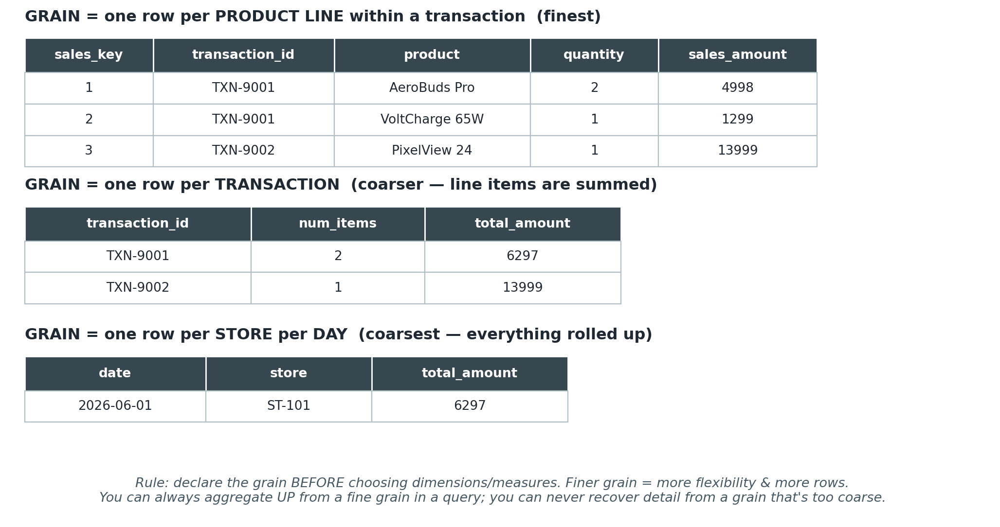 GRAIN = one row per PRODUCT LINE within a transaction (finest)
sales_key transaction_id product quantity sales_amount
1 TXN-9001 AeroBuds Pro 2 4998
2 TXN-9001 VoltCharge 65W 1 1299
3 TXN-9002 PixelView 24 1 13999
GRAIN = one row per TRANSACTION (coarser — line items are summed)
transaction_id num_items total_amount
TXN-9001 2 6297
TXN-9002 1 13999
GRAIN = one row per STORE per DAY (coarsest — everything rolled up)
date store total_amount
2026-06-01 ST-101 6297
Rule: declare the grain BEFORE choosing dimensions/measures. Finer grain = more flexibility & more rows.
You can always aggregate UP from a fine grain in a query; you can never recover detail from a grain that's too coarse.